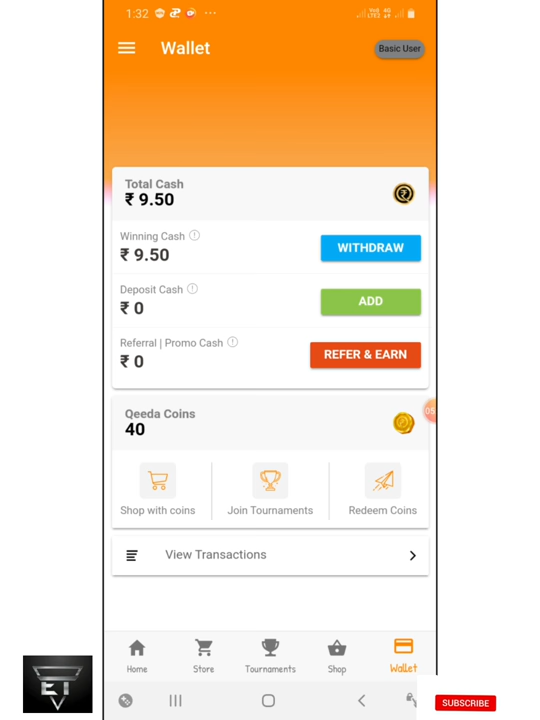 1:32
Wallet
Basic User
Total Cash
₹ 9.50
Winning Cash
₹ 9.50
WITHDRAW
Deposit Cash
₹ 0
ADD
Referral | Promo Cash
₹ 0
REFER & EARN
05
Qeeda Coins
40
Shop with coins
Join Tournaments
Redeem Coins
View Transactions
Home
Store
Tournaments
Shop
Wallet
ET
SUBSCRIBE